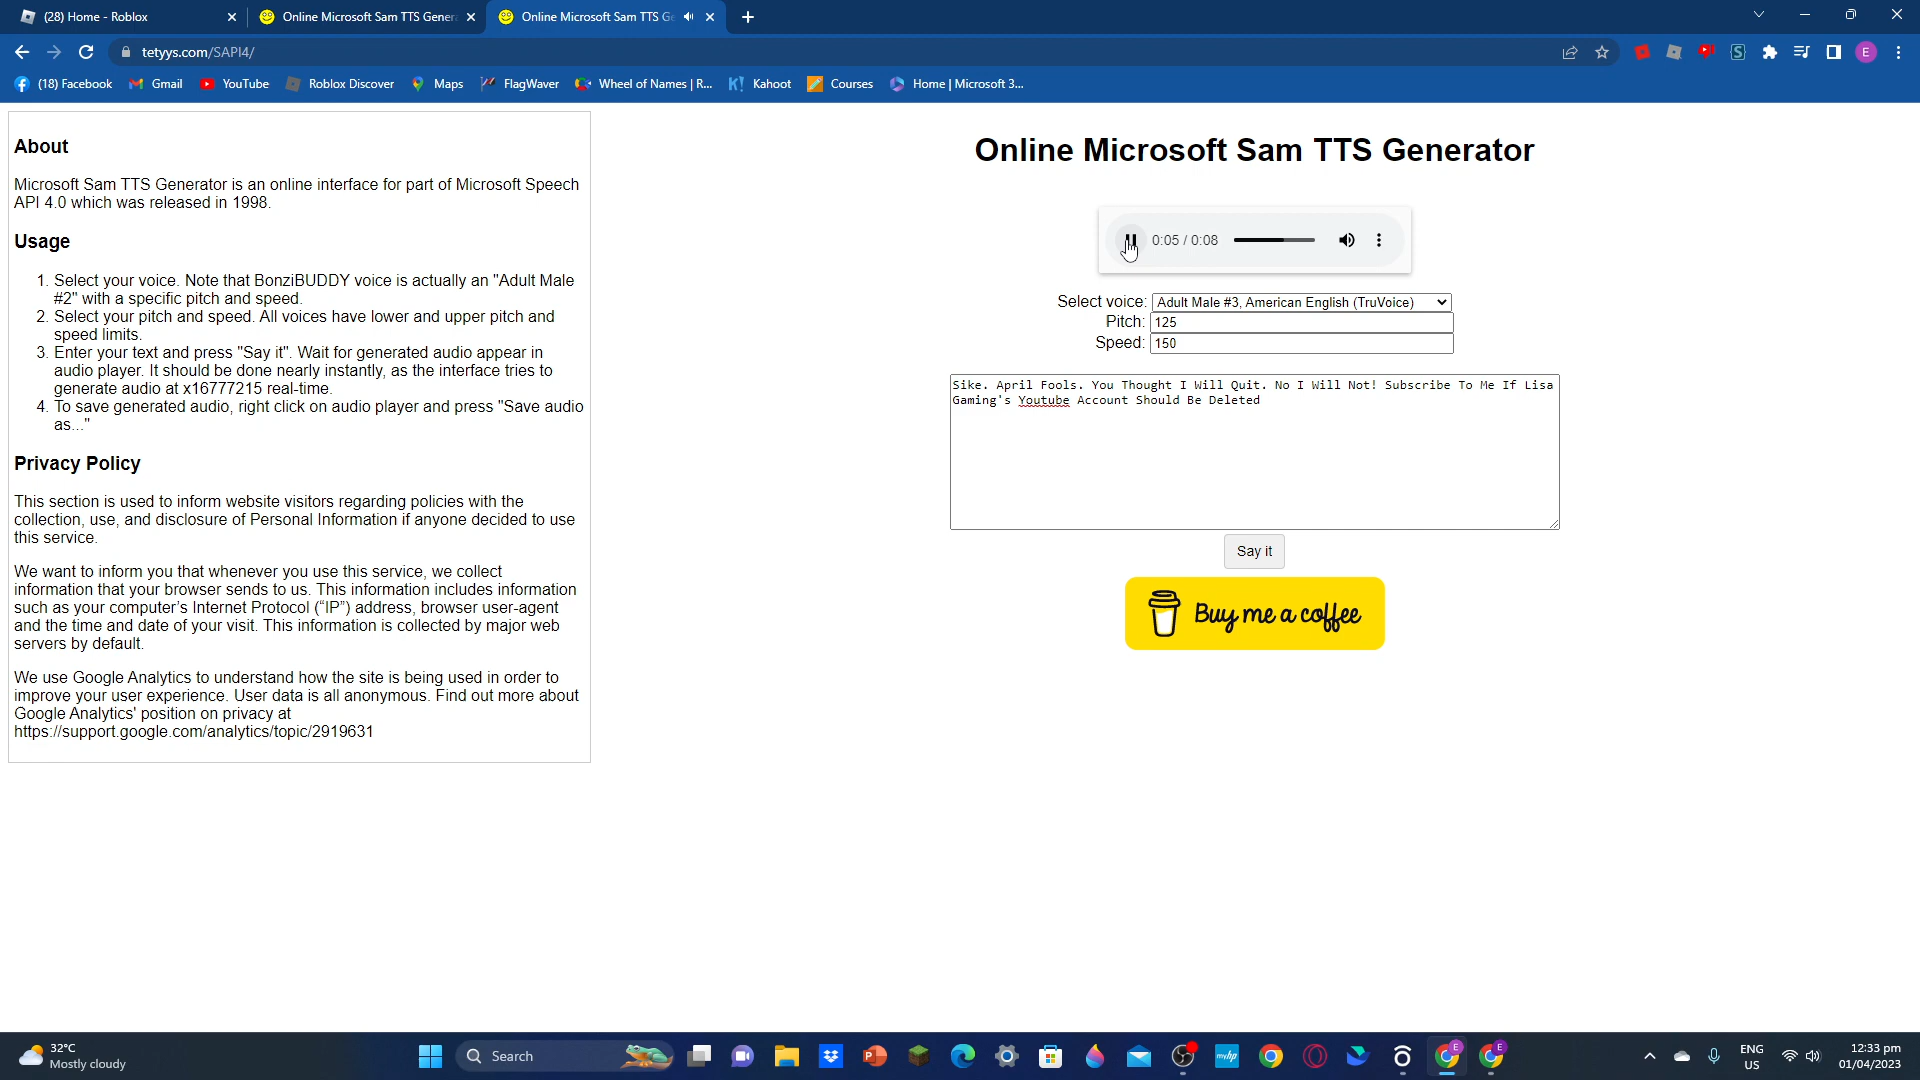 (28) Home - Roblox
Online Microsoft Sam TTS Gener
Online Microsoft Sam TTS Ge
tetyys.com/SAPI4/
(18) Facebook
Gmail
YouTube
Roblox Discover
Maps
FlagWaver
Wheel of Names | R...
Kahoot
Courses
Home | Microsoft 3...
About
Microsoft Sam TTS Generator is an online interface for part of Microsoft Speech
API 4.0 which was released in 1998.
Usage
1. Select your voice. Note that BonziBUDDY voice is actually an "Adult Male
#2" with a specific pitch and speed.
2. Select your pitch and speed. All voices have lower and upper pitch and
speed limits.
3. Enter your text and press "Say it". Wait for generated audio appear in
audio player. It should be done nearly instantly, as the interface tries to
generate audio at x16777215 real-time.
4. To save generated audio, right click on audio player and press "Save audio
as..."
Privacy Policy
This section is used to inform website visitors regarding policies with the
collection, use, and disclosure of Personal Information if anyone decided to use
this service.
We want to inform you that whenever you use this service, we collect
information that your browser sends to us. This information includes information
such as your computer's Internet Protocol (“IP”) address, browser user-agent
and the time and date of your visit. This information is collected by major web
servers by default.
We use Google Analytics to understand how the site is being used in order to
improve your user experience. User data is all anonymous. Find out more about
Google Analytics' position on privacy at
https://support.google.com/analytics/topic/2919631
Online Microsoft Sam TTS Generator
0:05 / 0:08
Select voice: Adult Male #3, American English (TruVoice)
Pitch: 125
Speed: 150
Sike. April Fools. You Thought I Will Quit. No I Will Not! Subscribe To Me If Lisa
Gaming's Youtube Account Should Be Deleted
Say it
Buy me a coffee
32°C
Mostly cloudy
Search
myhp
ENG
US
12:33 pm
01/04/2023